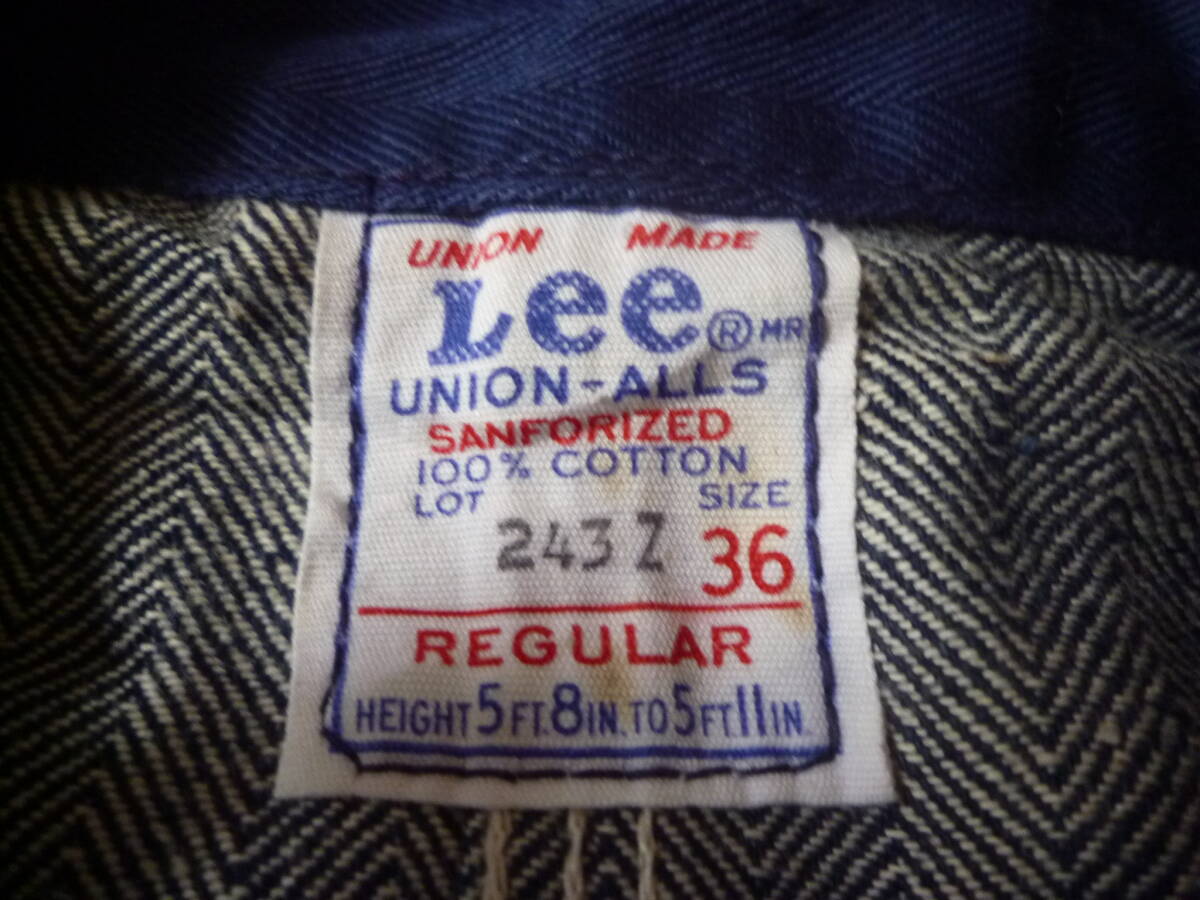 UNION MADE
Lee ® MR
UNION-ALLS
SANFORIZED
100% COTTON
LOT SIZE
243 Z 36
REGULAR
HEIGHT 5 FT. 8 IN. TO 5 FT. 11 IN.